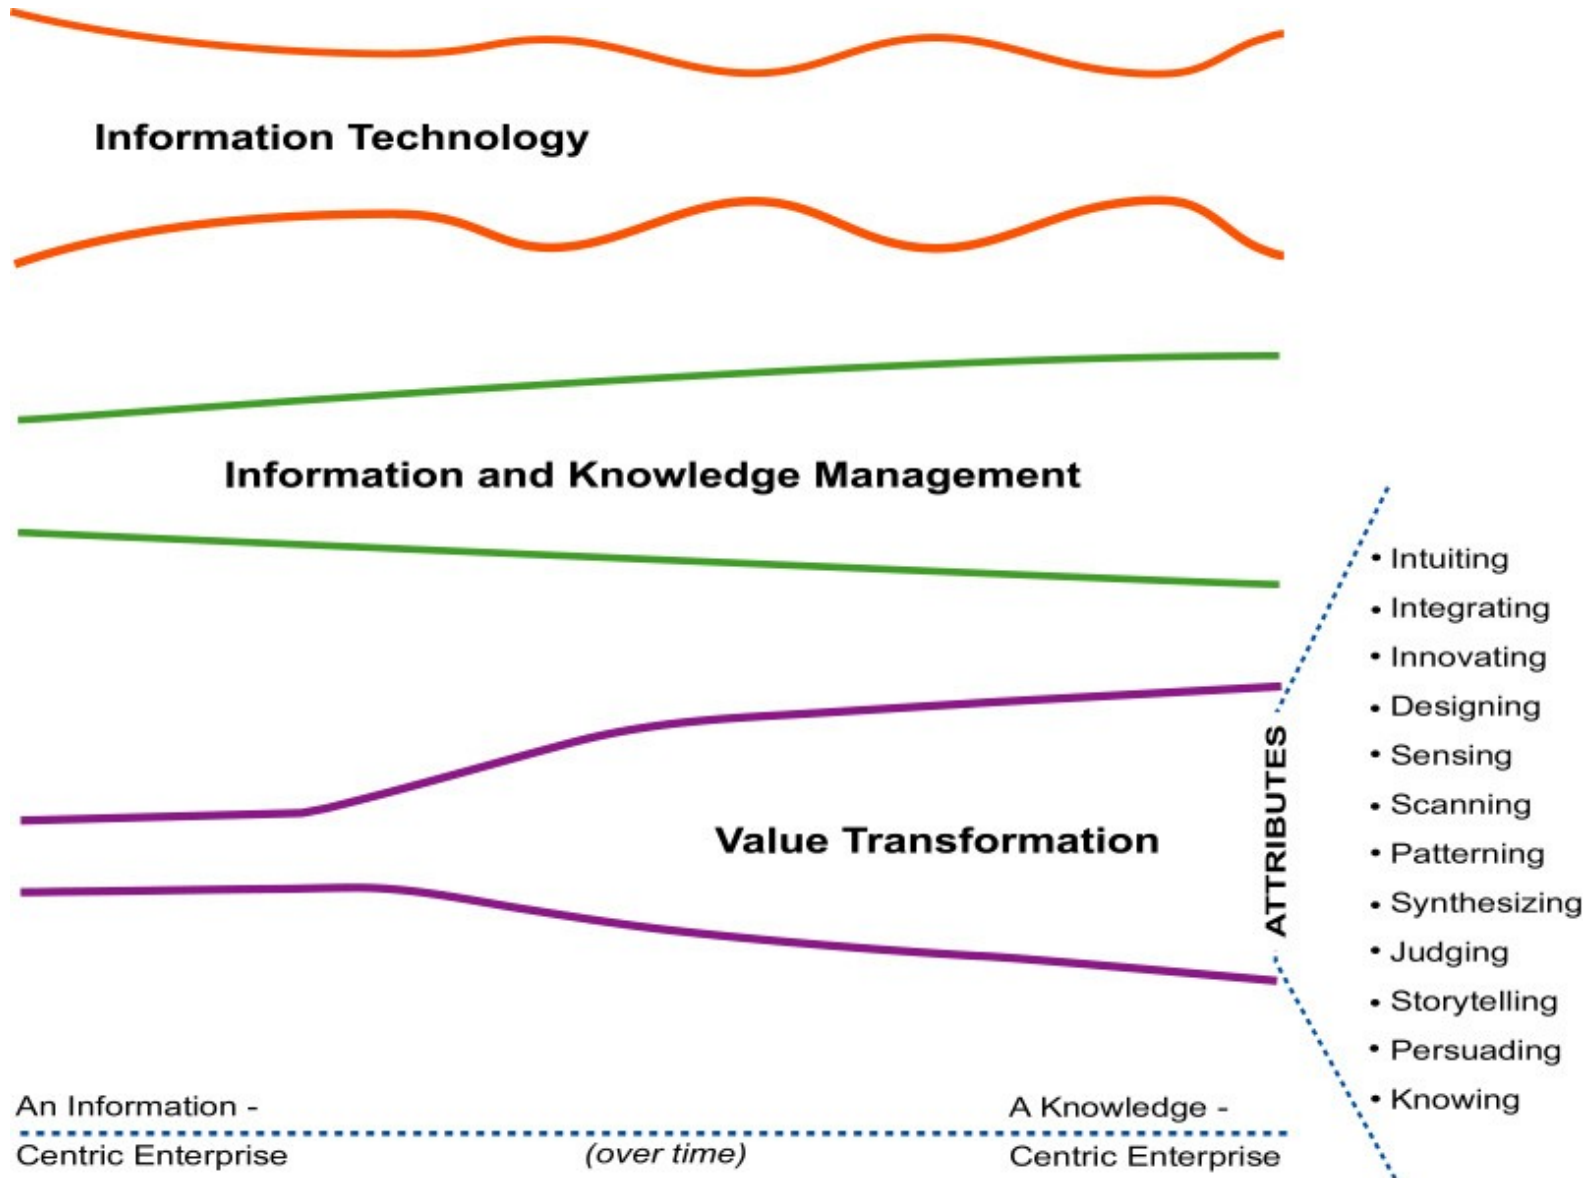 Information Technology
Information and Knowledge Management
Value Transformation
ATTRIBUTES
• Intuiting
• Integrating
• Innovating
• Designing
• Sensing
• Scanning
• Patterning
• Synthesizing
• Judging
• Storytelling
• Persuading
• Knowing
An Information -
Centric Enterprise
(over time)
A Knowledge -
Centric Enterprise